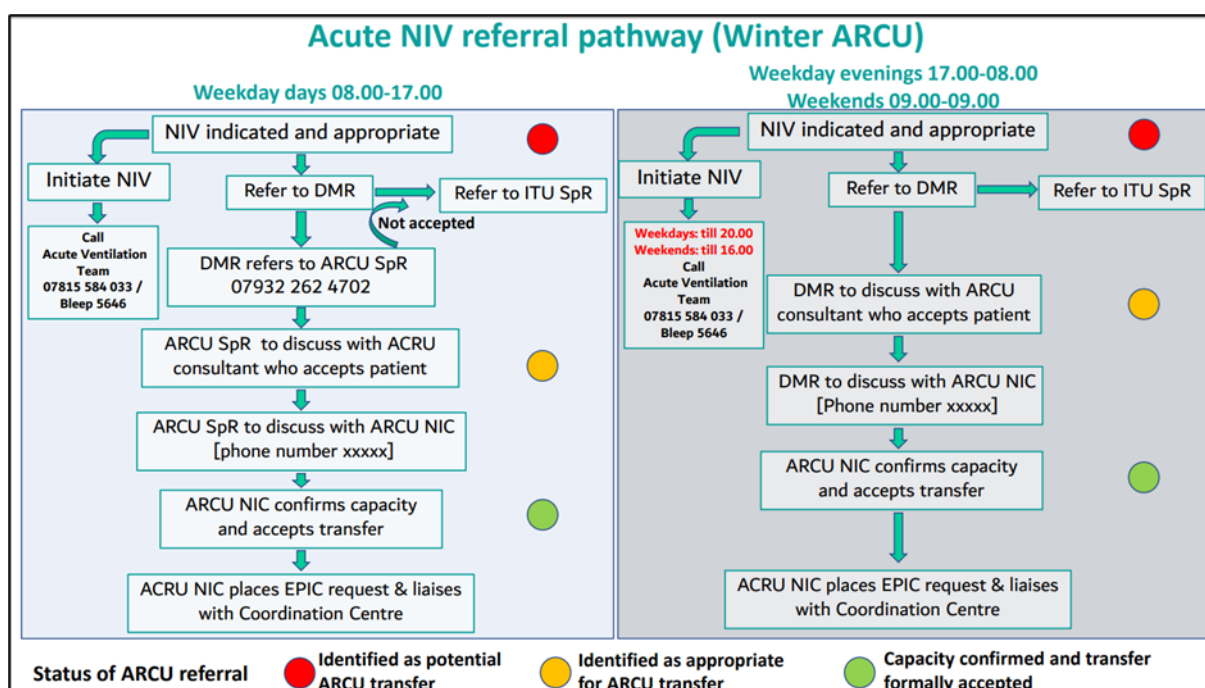 Acute NIV referral pathway (Winter ARCU)
Weekday days 08.00-17.00
NIV indicated and appropriate
Initiate NIV
Refer to DMR
Refer to ITU SpR
Not accepted
Call
Acute Ventilation
Team
07815 584 033 /
Bleep 5646
DMR refers to ARCU SpR
07932 262 4702
ARCU SpR to discuss with ACRU
consultant who accepts patient
ARCU SpR to discuss with ARCU NIC
[phone number xxxxx]
ARCU NIC confirms capacity
and accepts transfer
ACRU NIC places EPIC request & liaises
with Coordination Centre
Weekday evenings 17.00-08.00
Weekends 09.00-09.00
NIV indicated and appropriate
Initiate NIV
Refer to DMR
Refer to ITU SpR
Weekdays: till 20.00
Weekends: till 16.00
Call
Acute Ventilation
Team
07815 584 033 /
Bleep 5646
DMR to discuss with ARCU
consultant who accepts patient
DMR to discuss with ARCU NIC
[Phone number xxxxx]
ARCU NIC confirms capacity
and accepts transfer
ACRU NIC places EPIC request & liaises
with Coordination Centre
Status of ARCU referral
Identified as potential
ARCU transfer
Identified as appropriate
for ARCU transfer
Capacity confirmed and transfer
formally accepted